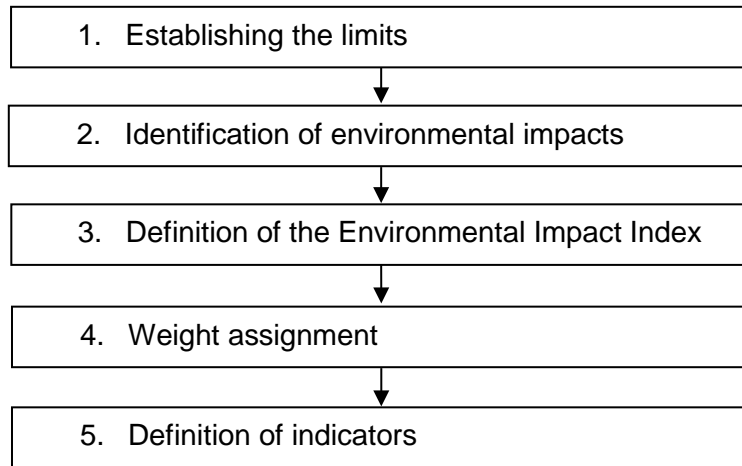 1. Establishing the limits
2. Identification of environmental impacts
3. Definition of the Environmental Impact Index
4. Weight assignment
5. Definition of indicators